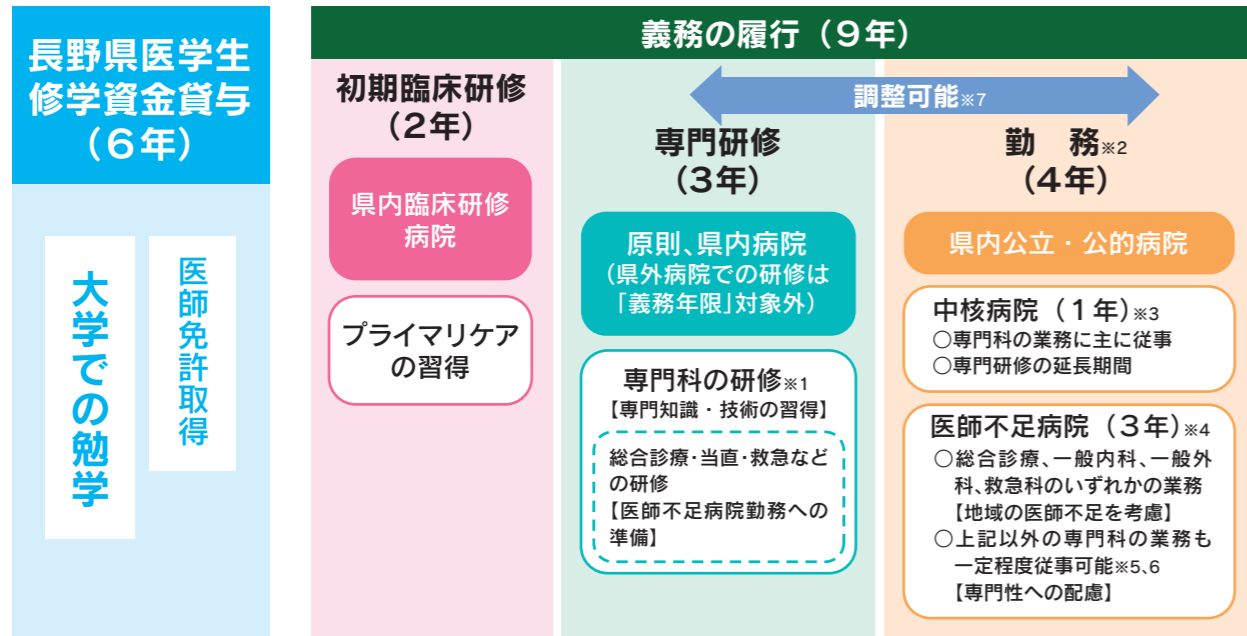 長野県医学生
修学資金貸与
(6年)
大学での勉学
医師免許取得
義務の履行(9年)
調整可能※7
初期臨床研修
(2年)
県内臨床研修
病院
プライマリケア
の習得
専門研修
(3年)
原則、県内病院
(県外病院での研修は
「義務年限」対象外)
専門科の研修※1
【専門知識・技術の習得】
総合診療・当直・救急など
の研修
【医師不足病院勤務への
準備】
勤 務※2
(4年)
県内公立・公的病院
中核病院(1年)※3
○専門科の業務に主に従事
○専門研修の延長期間
医師不足病院(3年)※4
○総合診療、一般内科、一般外
科、救急科のいずれかの業務
【地域の医師不足を考慮】
○上記以外の専門科の業務も
一定程度従事可能※5、6
【専門性への配慮】